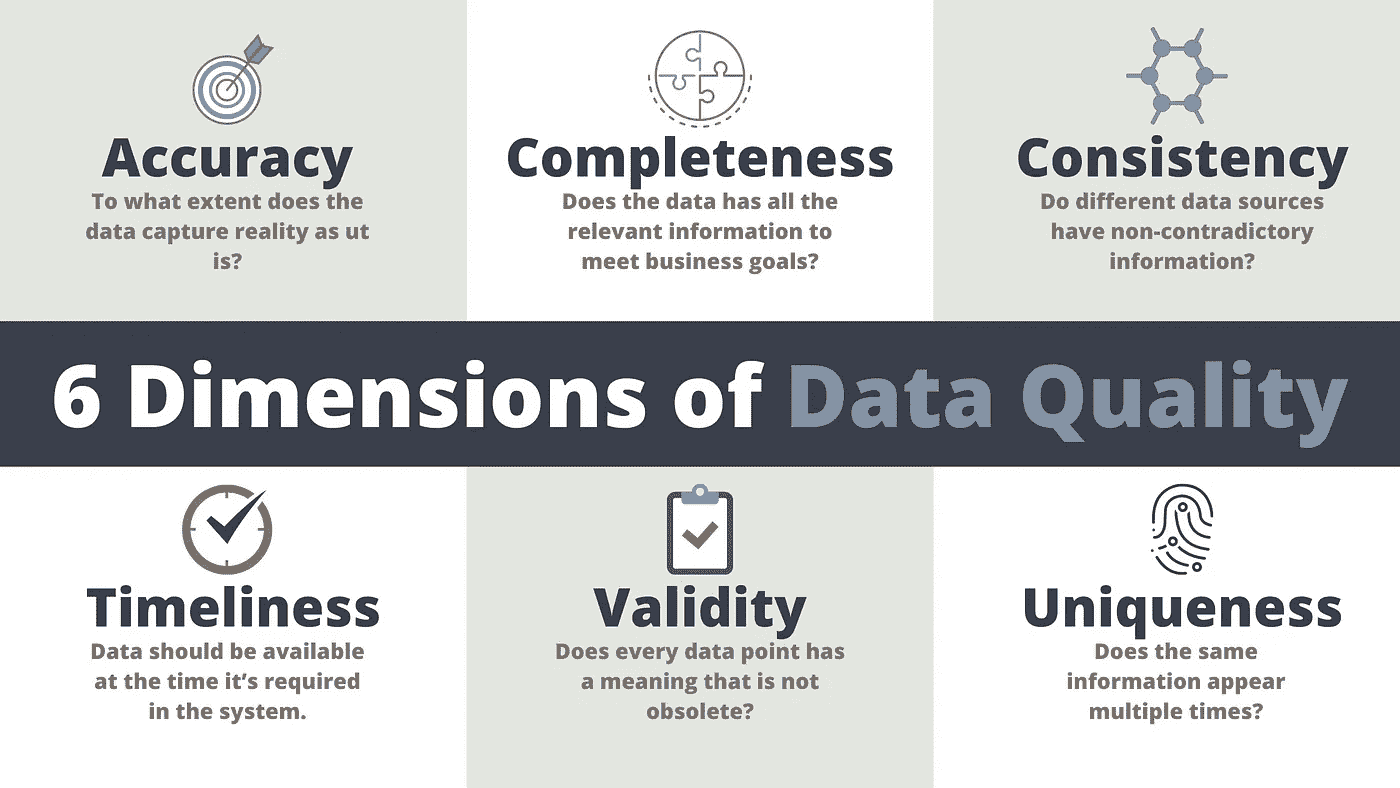 Accuracy
To what extent does the
data capture reality as ut
is?
Completeness
Does the data has all the
relevant information to
meet business goals?
Consistency
Do different data sources
have non-contradictory
information?
6 Dimensions of Data Quality
Timeliness
Data should be available
at the time it’s required
in the system.
Validity
Does every data point has
a meaning that is not
obsolete?
Uniqueness
Does the same
information appear
multiple times?